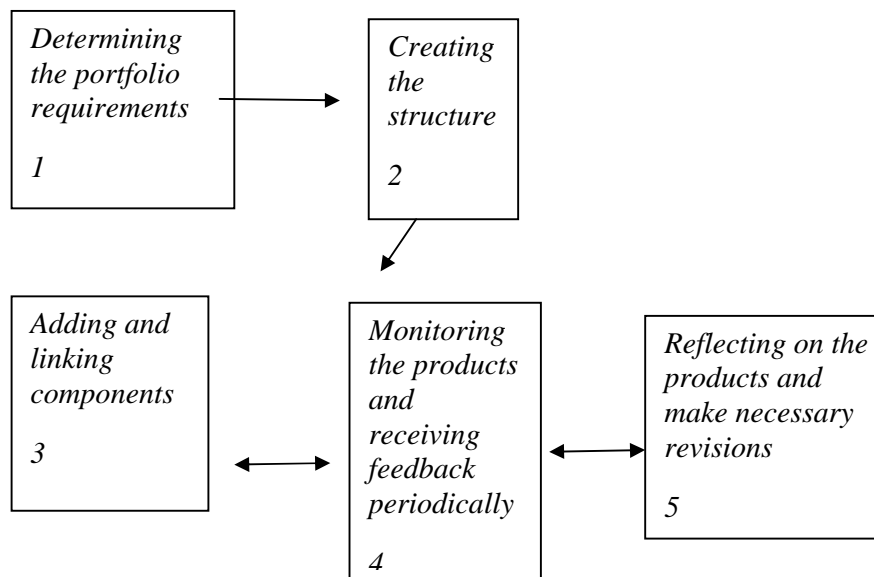 Determining
the portfolio
requirements
1
Creating
the
structure
2
Adding and
linking
components
3
Monitoring
the products
and
receiving
feedback
periodically
4
Reflecting on the
products and
make necessary
revisions
5